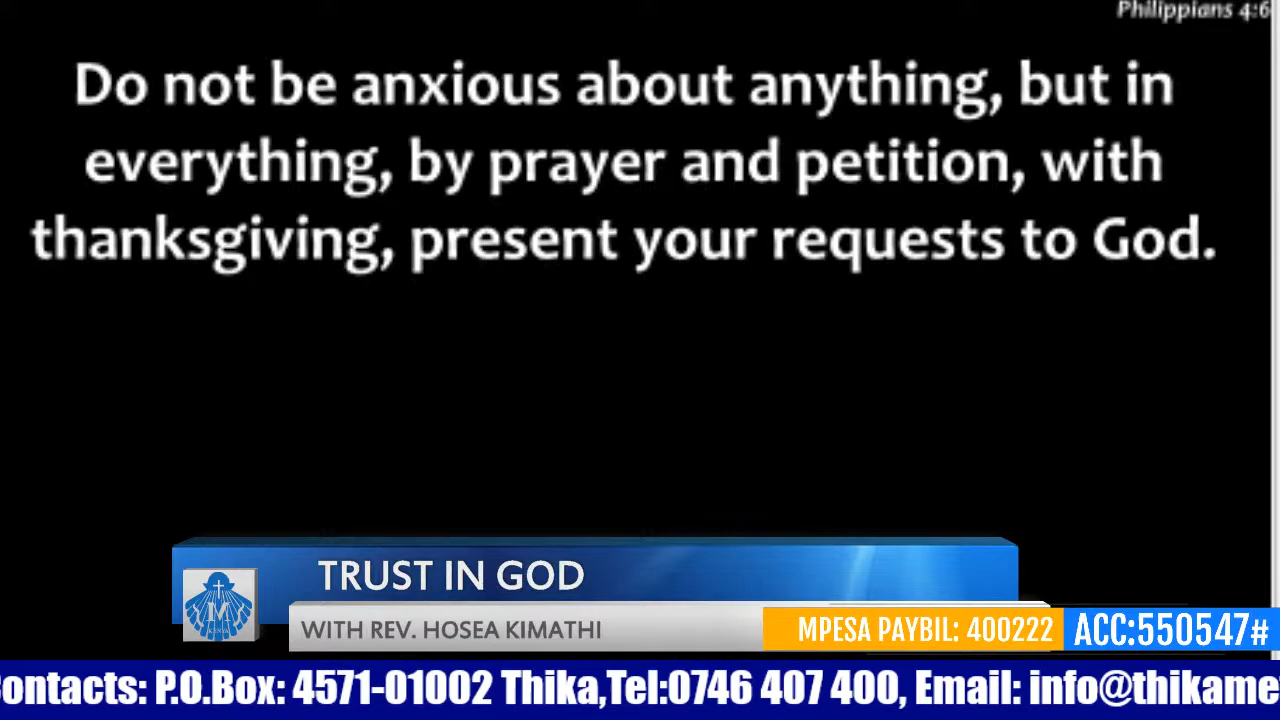 Philippians 4:6
Do not be anxious about anything, but in
everything, by prayer and petition, with
thanksgiving, present your requests to God.
TRUST IN GOD
M
WITH REV. HOSEA KIMATHI
MPESA PAYBIL: 400222 ACC:550547#
ontacts: P.O.Box: 4571-01002 Thika,Tel:0746 407 400, Email: info@thikame